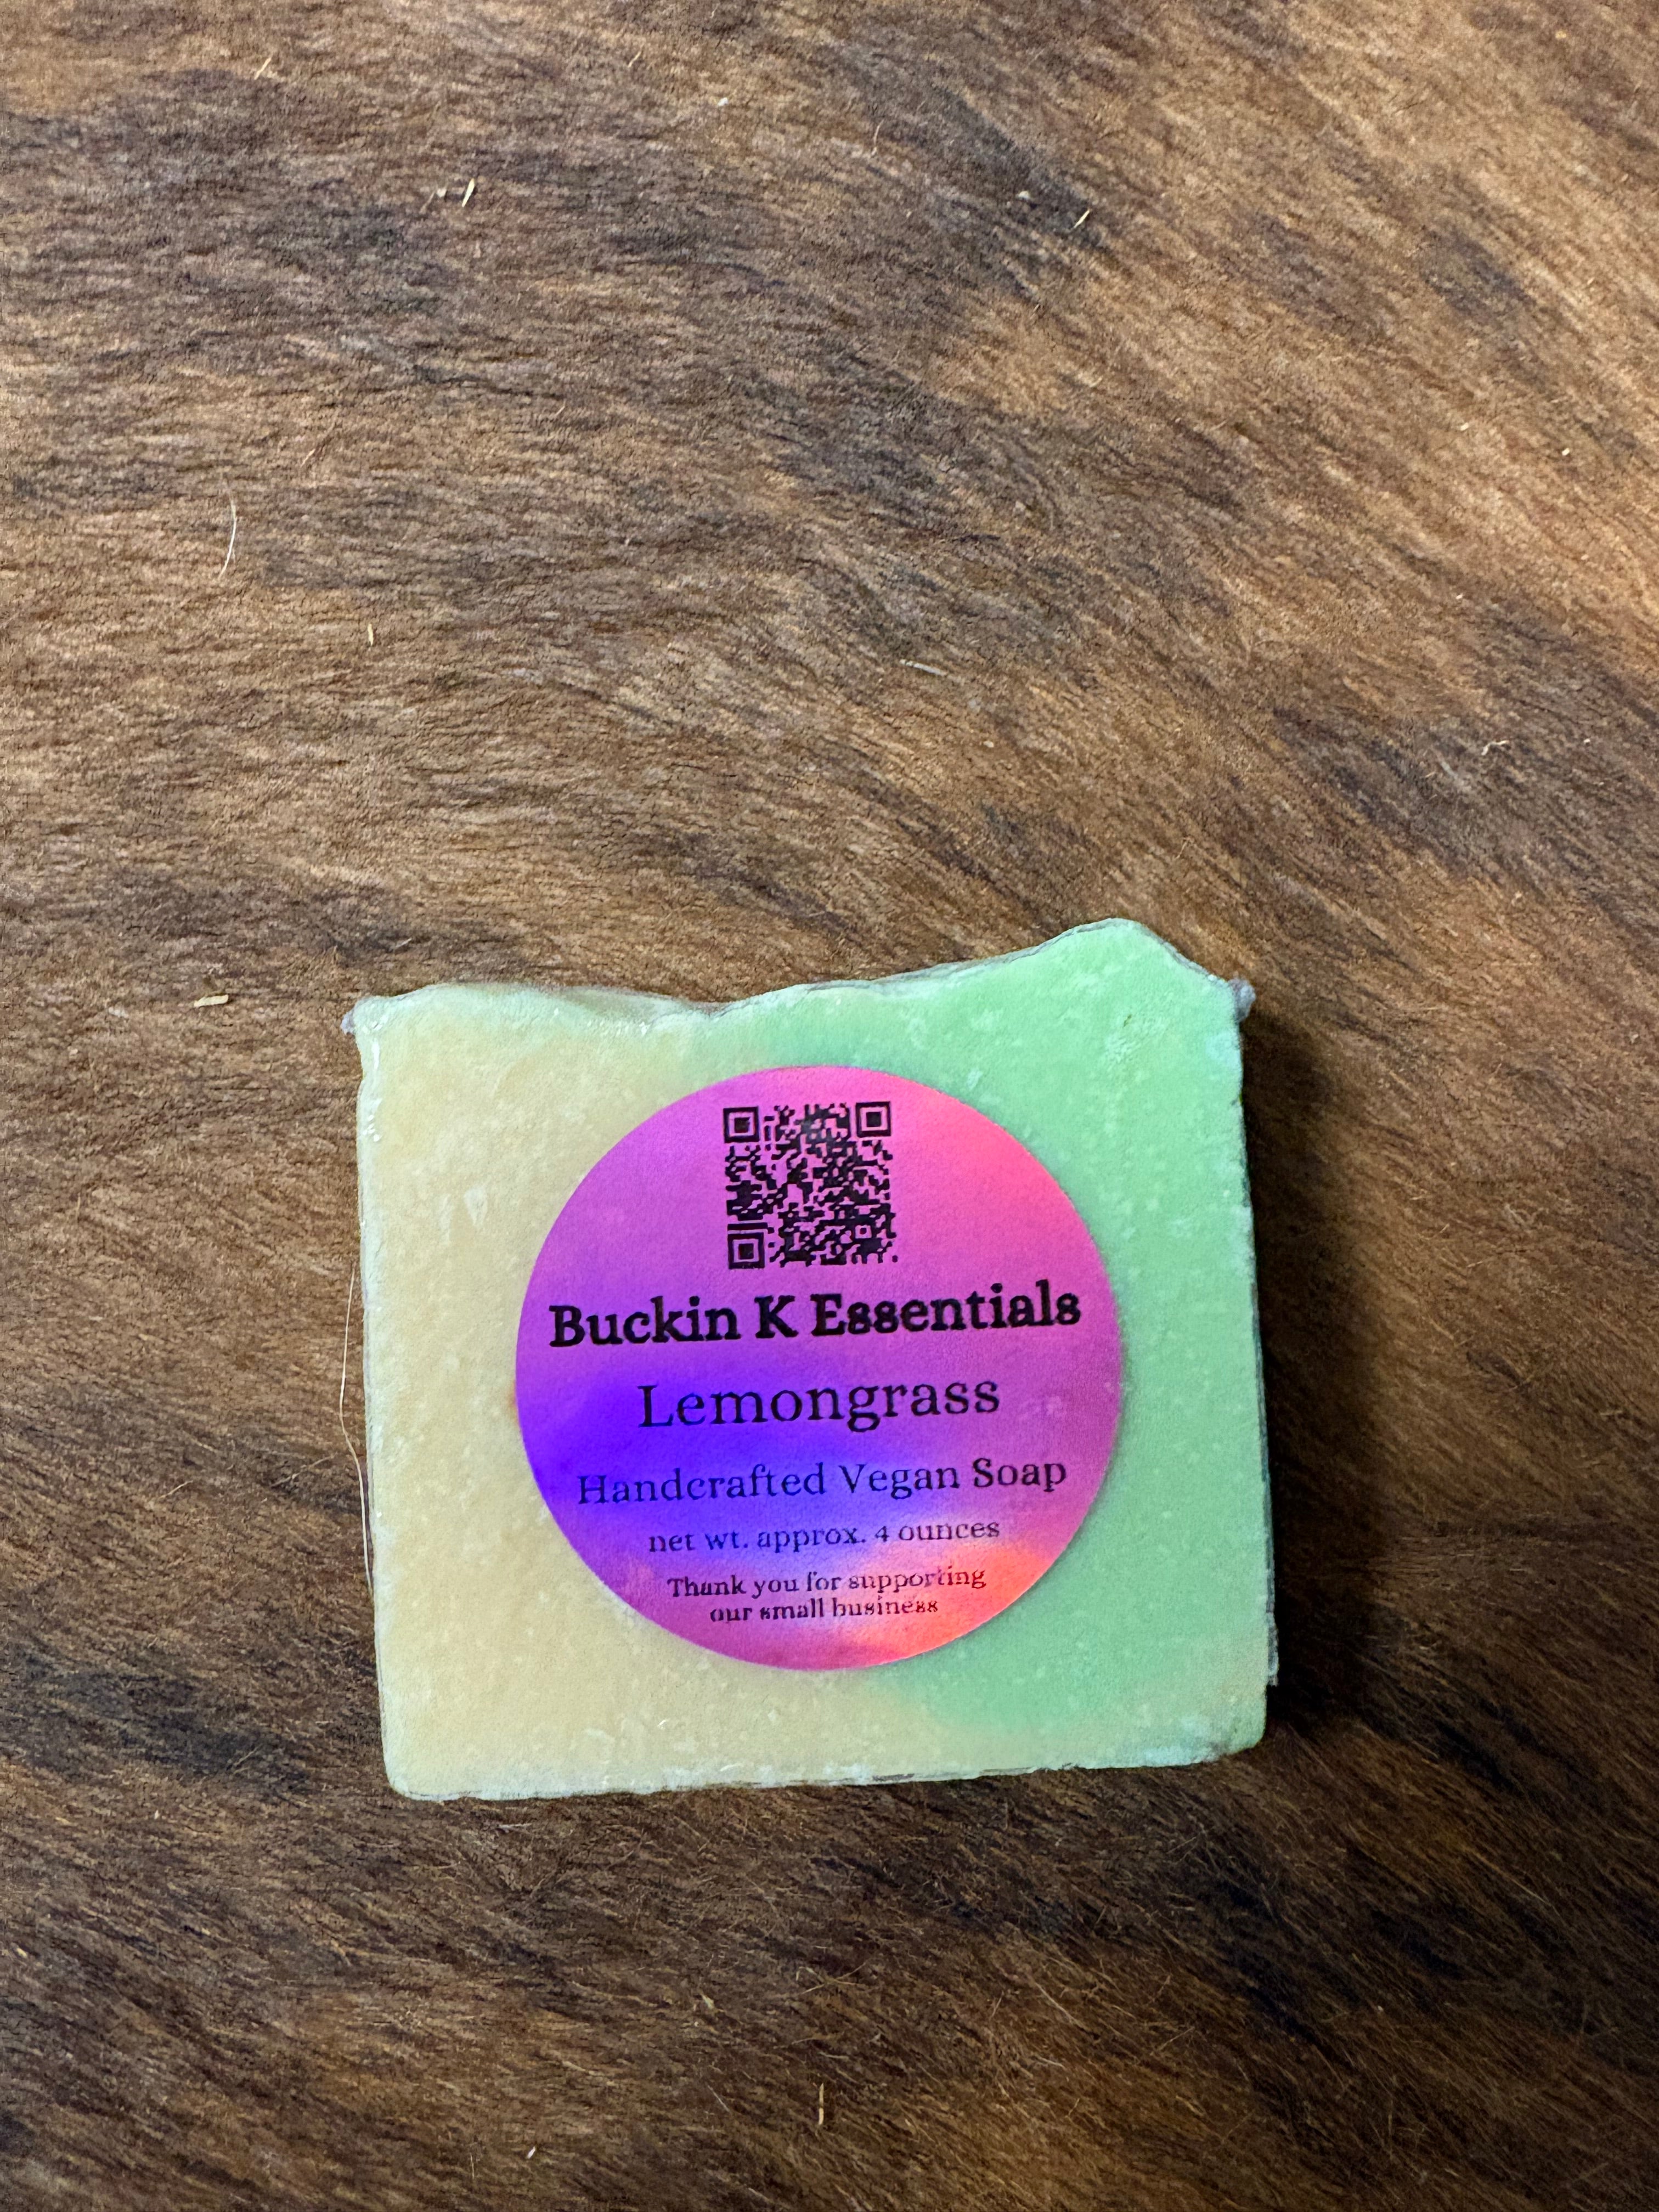 Buckin K Essentials
Lemongrass
Handcrafted Vegan Soap
net wt. approx. 4 ounces
Thank you for supporting
our small business